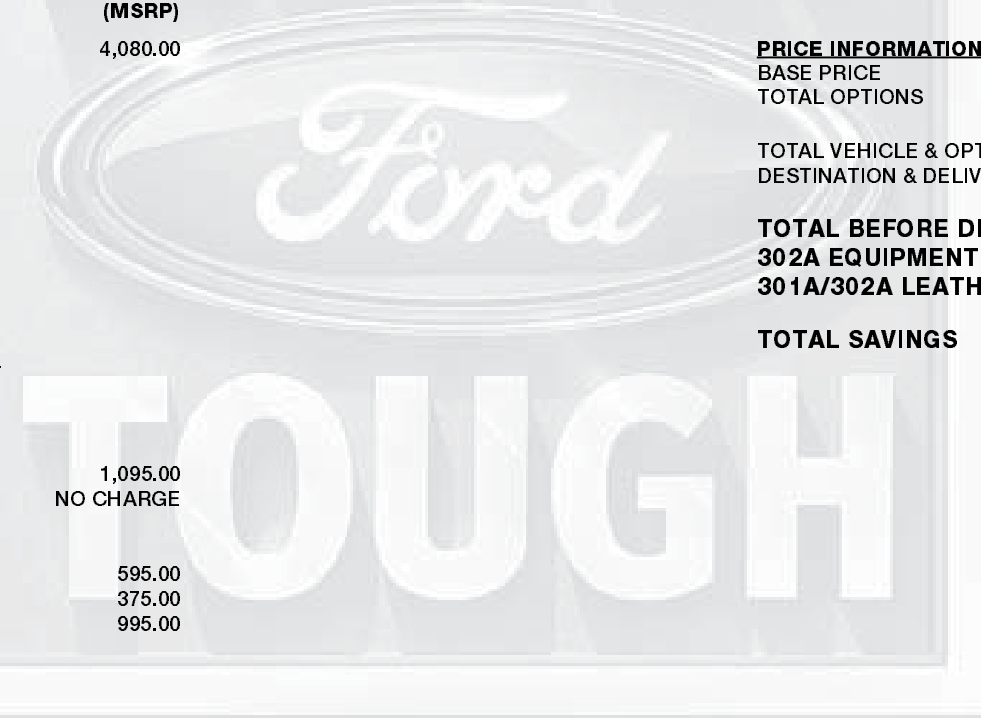 (MSRP)
4,080.00
PRICE INFORMATION
BASE PRICE
TOTAL OPTIONS
TOTAL VEHICLE & OPT
DESTINATION & DELIV
TOTAL BEFORE DI
302A EQUIPMENT
301A/302A LEATH
TOTAL SAVINGS
Ford
TOUGH
1,095.00
NO CHARGE
595.00
375.00
995.00